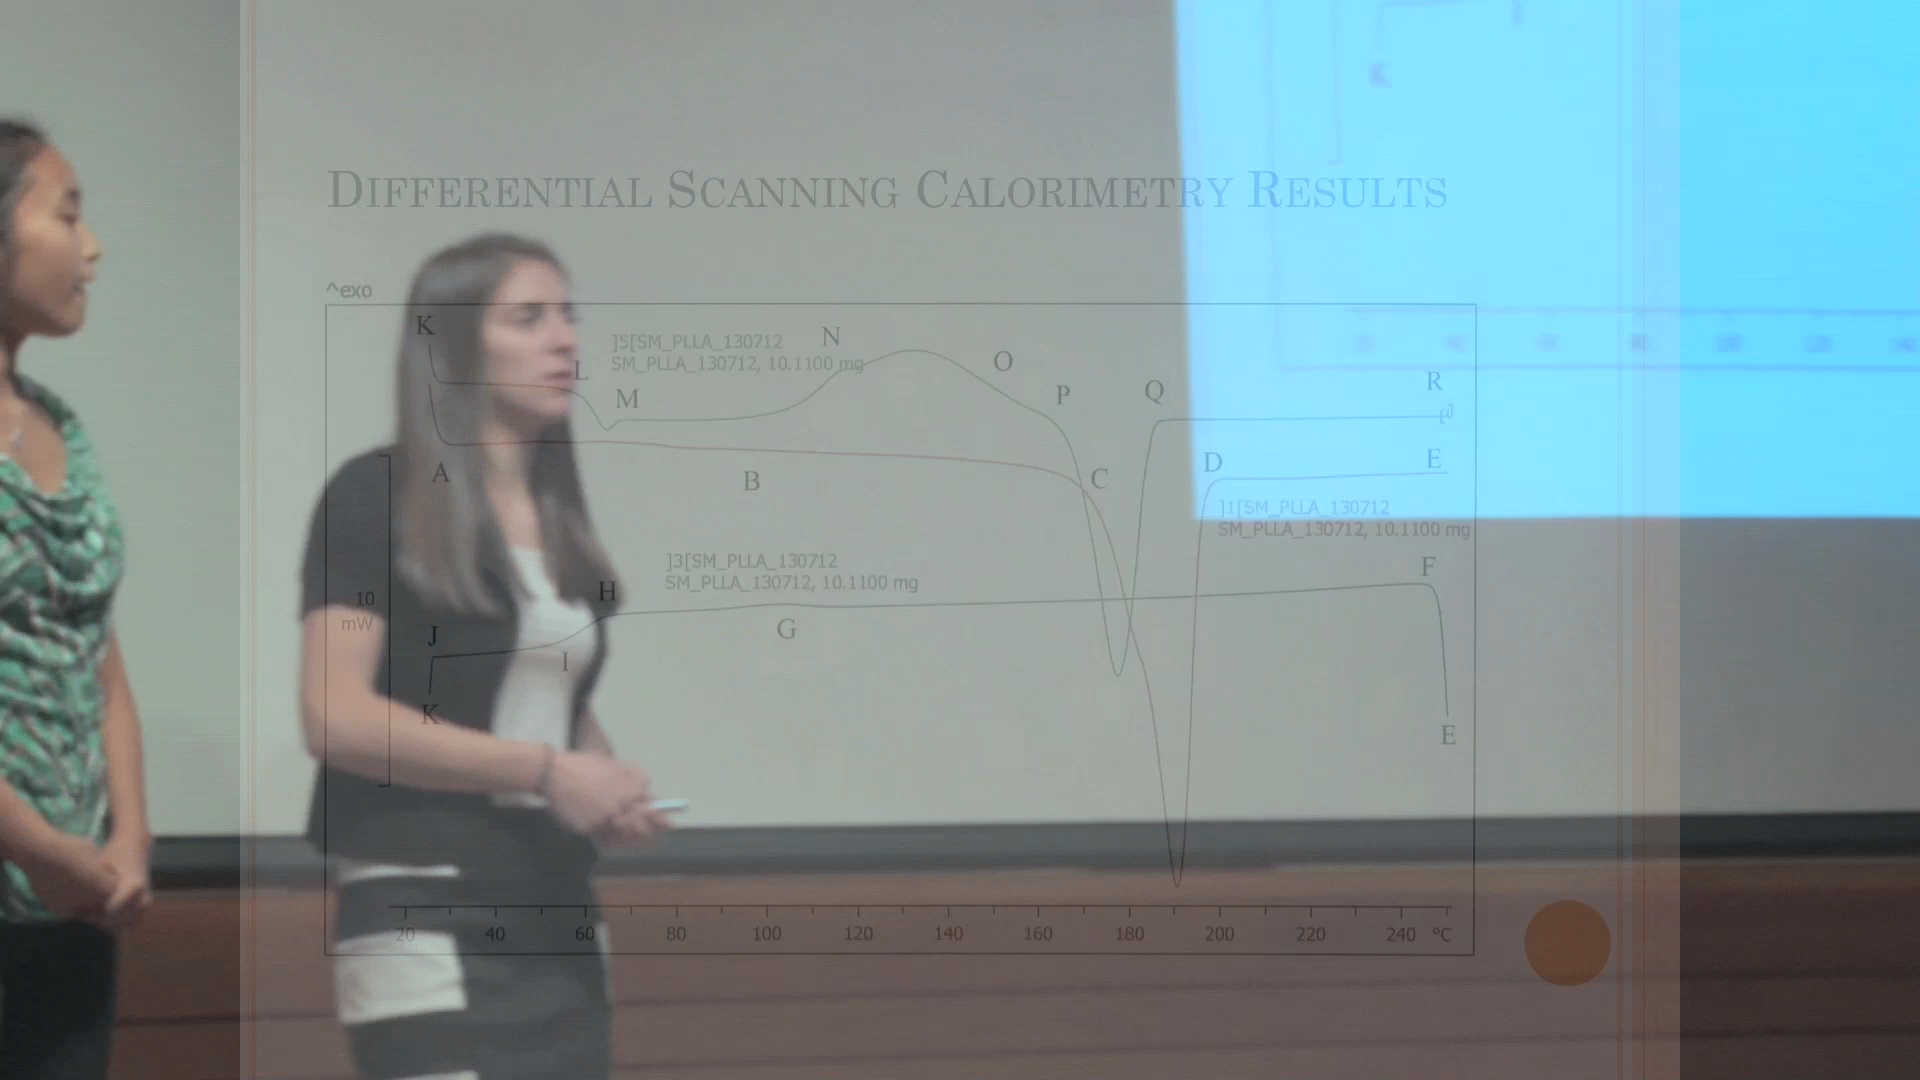 DIFFERENTIAL SCANNING CALORIMETRY RESULTS
^exo
K
N
]5[SM_PLLA_130712
SM_PLLA_130712, 10.1100 mg
L
O
M
P
Q
R
A
B
C
D
E
]1[SM_PLLA_130712
SM_PLLA_130712, 10.1100 mg
]3[SM_PLLA_130712
SM_PLLA_130712, 10.1100 mg
F
H
10
mW
G
J
I
K
E
20 40 60 80 100 120 140 160 180 200 220 240 °C
K